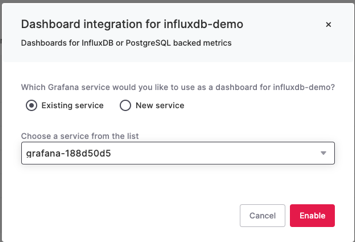 Dashboard integration for influxdb-demo
Dashboards for InfluxDB or PostgreSQL backed metrics
Which Grafana service would you like to use as a dashboard for influxdb-demo?
Existing service New service
Choose a service from the list
grafana-188d50d5
Cancel Enable